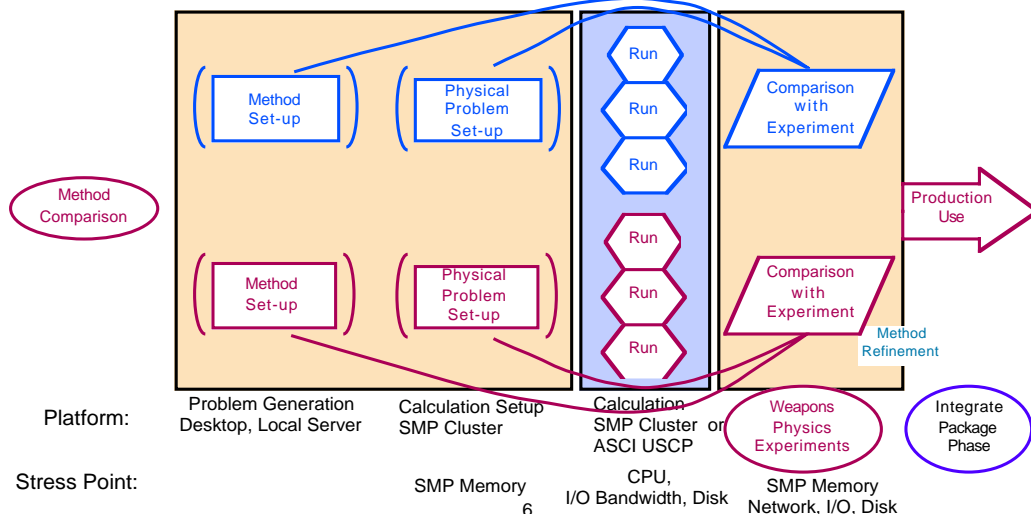 Run
Method
Set-up
Physical
Problem
Set-up
Run
Comparison
with
Experiment
Run
Method
Comparison
Production
Use
Run
Method
Set-up
Physical
Problem
Set-up
Run
Comparison
with
Experiment
Run
Method
Refinement
Platform:
Problem Generation
Desktop, Local Server
Calculation Setup
SMP Cluster
Calculation
SMP Cluster or
ASCI USCP
Weapons
Physics
Experiments
Integrate
Package
Phase
Stress Point:
SMP Memory
CPU,
I/O Bandwidth, Disk
SMP Memory
Network, I/O, Disk
6